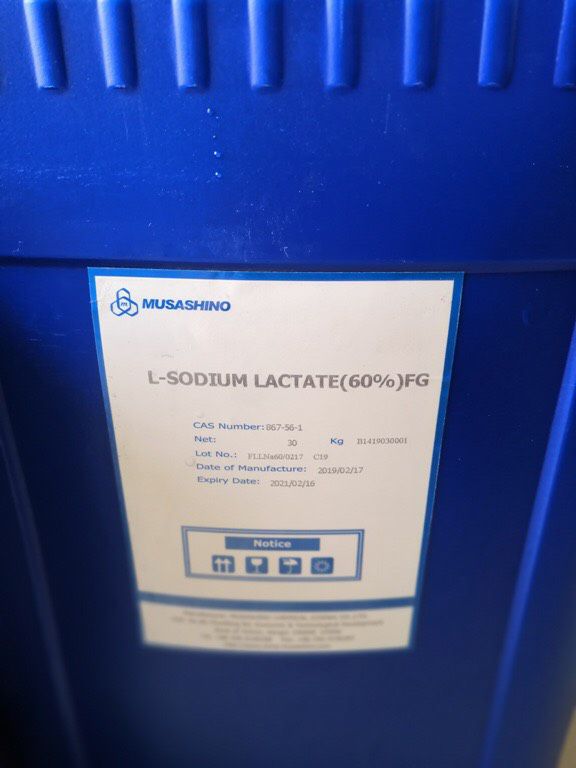 MUSASHINO
L-SODIUM LACTATE(60%)FG
CAS Number: 867-56-1
Net: 30 Kg B1419030001
Lot No.: FLLNa60/0217 C19
Date of Manufacture: 2019/02/17
Expiry Date: 2021/02/16
Notice